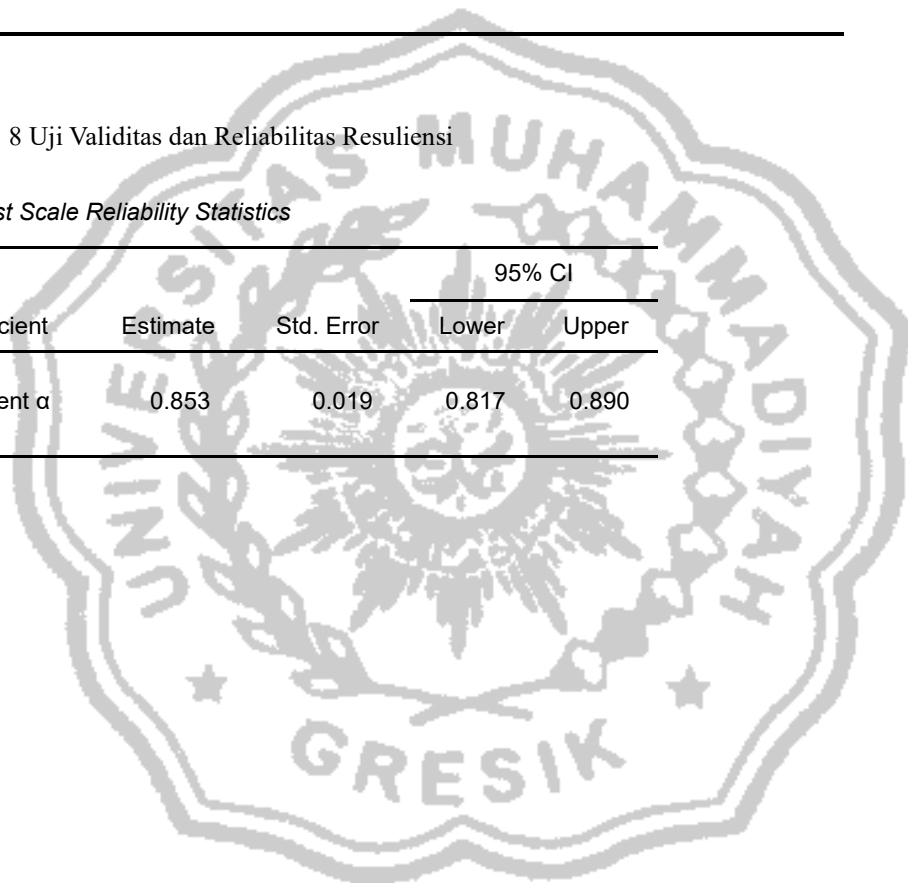 8 Uji Validitas dan Reliabilitas Resuliensi
st Scale Reliability Statistics
95% CI
cient Estimate Std. Error Lower Upper
ent α 0.853 0.019 0.817 0.890
UNIVERSITAS MUHAMMADIYAH
GRESIK